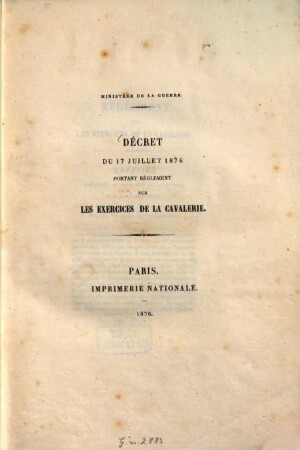 MINISTÈRE DE LA GUERRE.
DÉCRET
DU 17 JUILLET 1876
PORTANT RÈGLEMENT
SUR
LES EXERCICES DE LA CAVALERIE.
PARIS.
IMPRIMERIE NATIONALE.
1876.